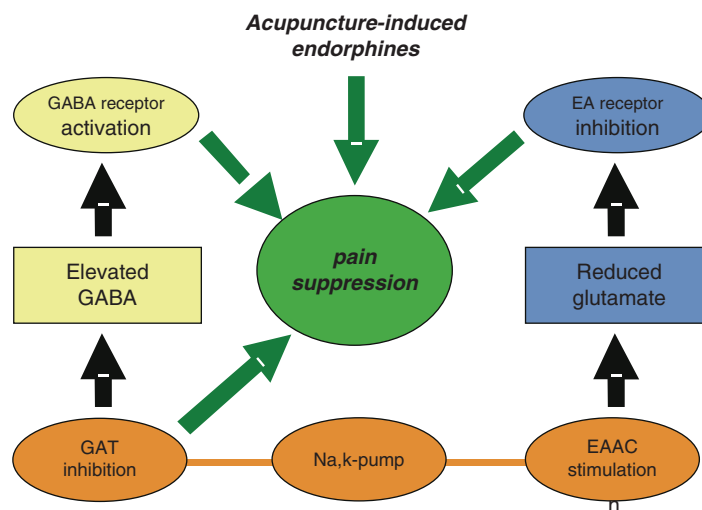 Acupuncture-induced
endorphines
GABA receptor
activation
EA receptor
inhibition
pain
suppression
Elevated
GABA
Reduced
glutamate
GAT
inhibition
Na,k-pump
EAAC
stimulation
n